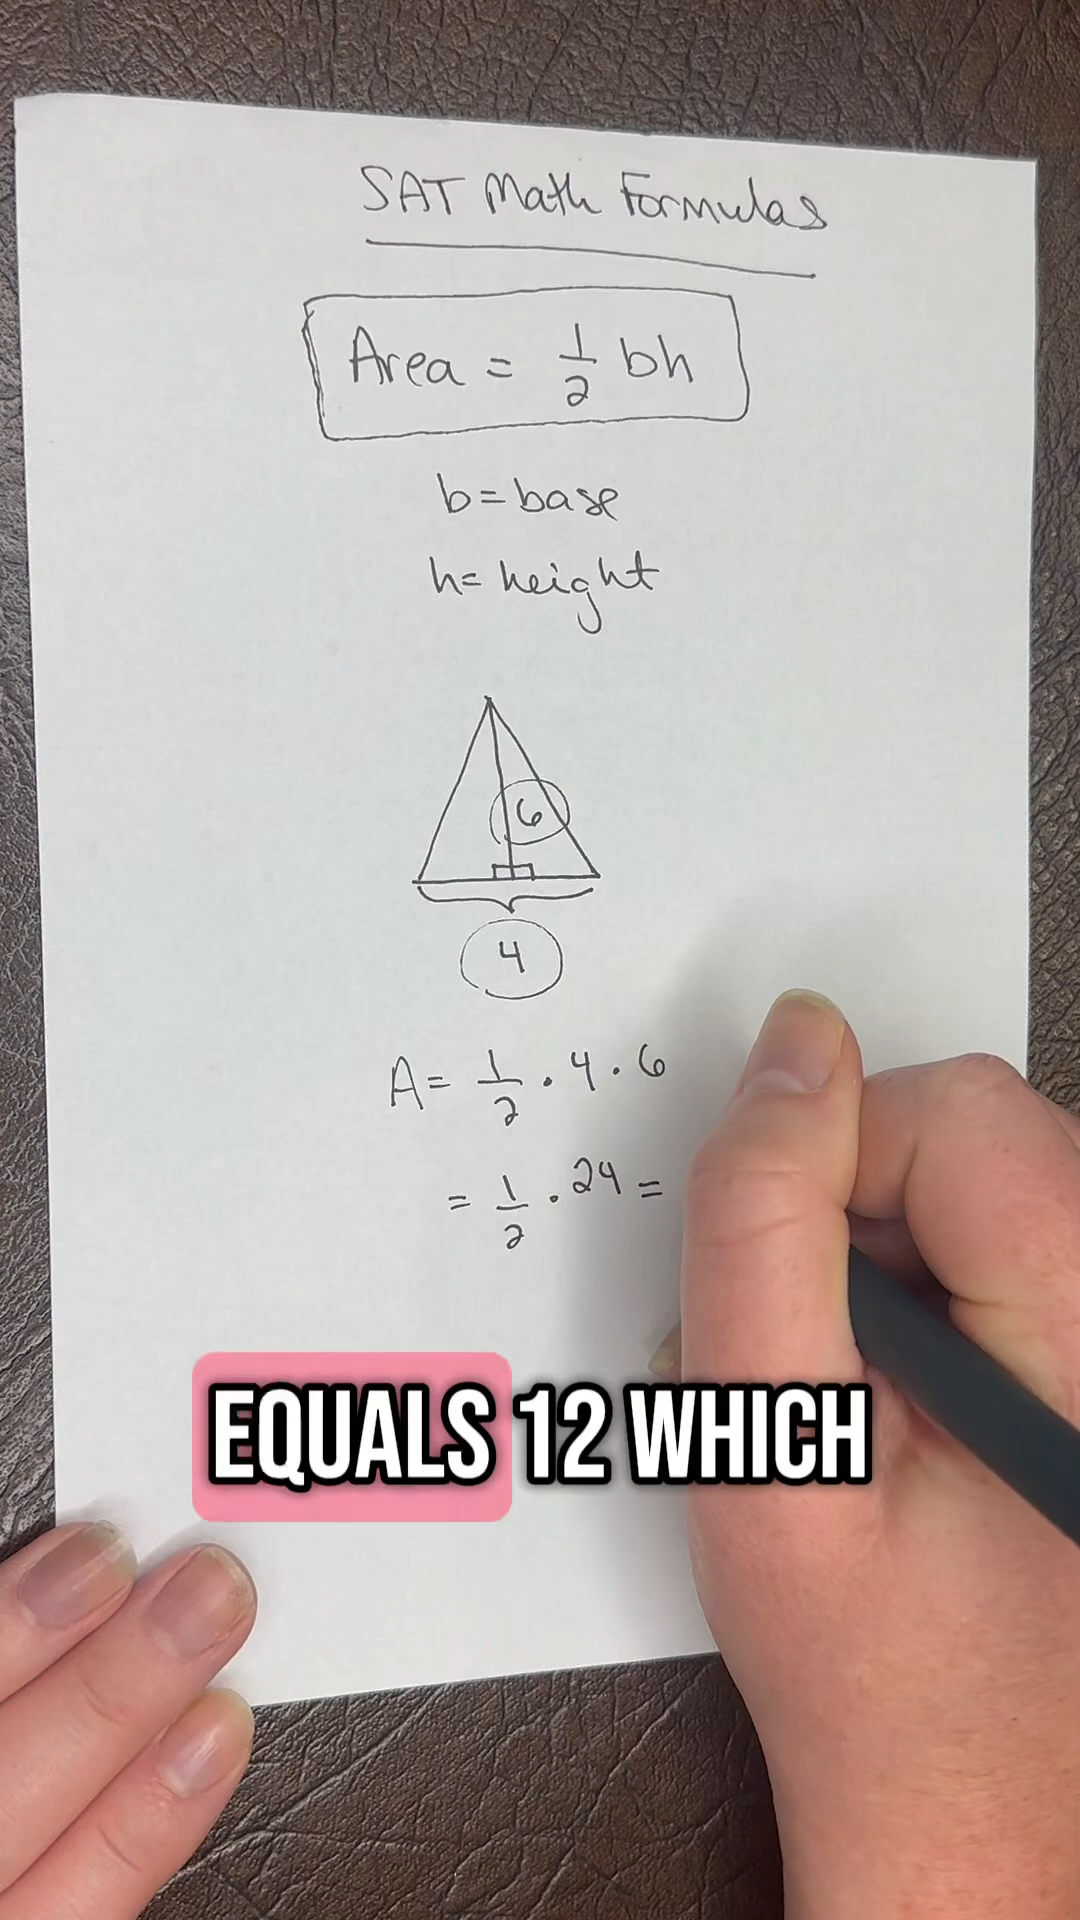 SAT Math Formulas
Area = 1/2 bh
b = base
h = height
6
4
A = 1/2 · 4 · 6
= 1/2 · 24 =
EQUALS 12 WHICH